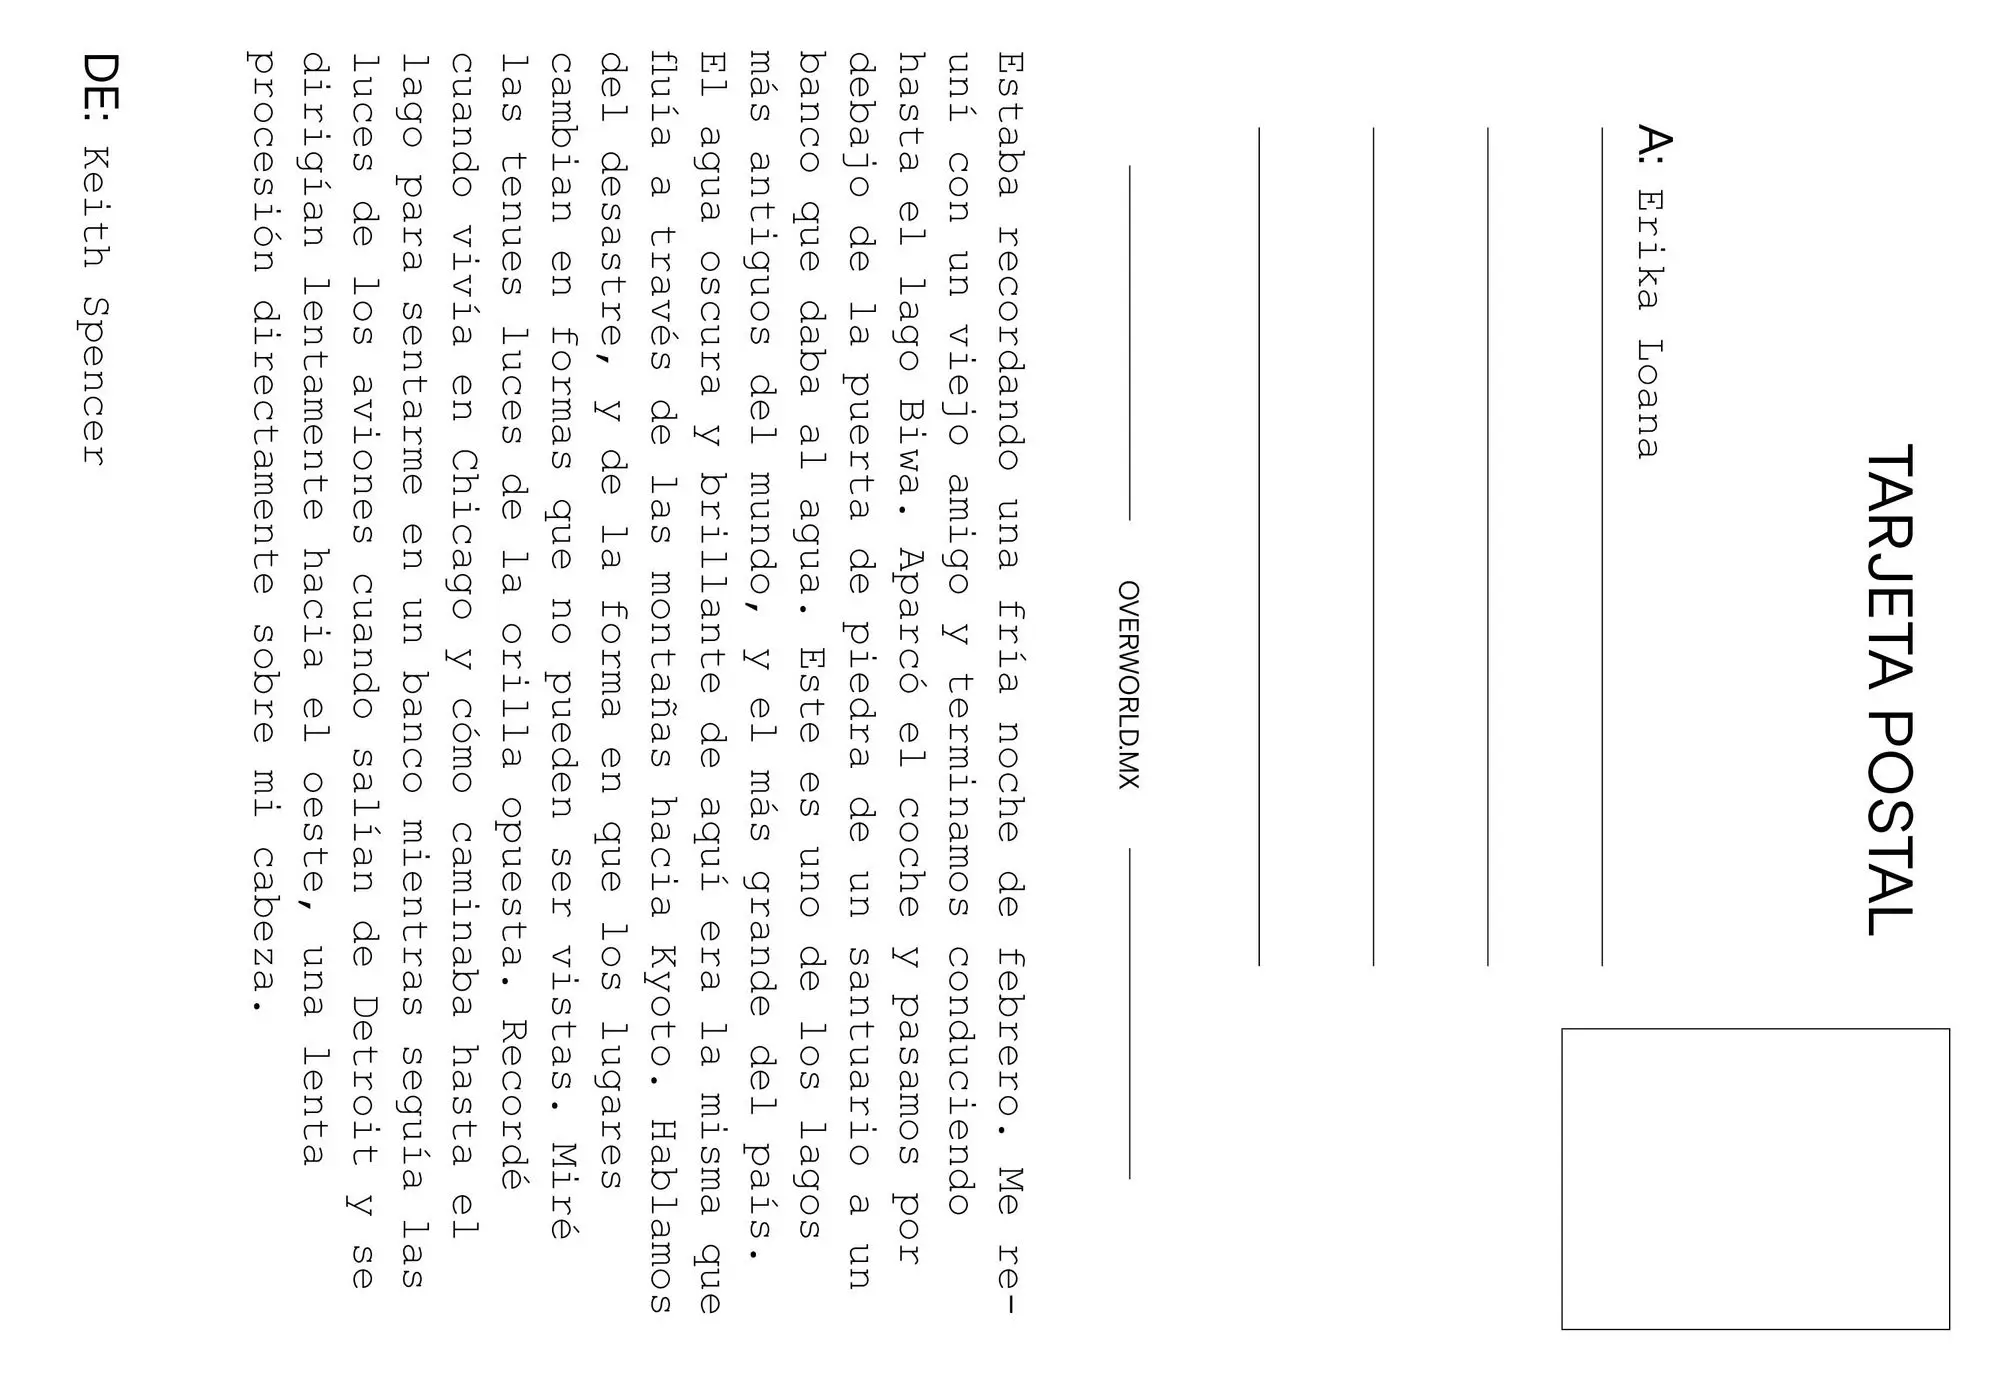 TARJETA POSTAL
A: Erika Loana
OVERWORLD.MX
Estaba recordando una fría noche de febrero. Me re-
uní con un viejo amigo y terminamos conduciendo
hasta el lago Biwa. Aparcó el coche y pasamos por
debajo de la puerta de piedra de un santuario a un
banco que daba al agua. Este es uno de los lagos
más antiguos del mundo, y el más grande del país.
El agua oscura y brillante de aquí era la misma que
fluía a través de las montañas hacia Kyoto. Hablamos
del desastre, y de la forma en que los lugares
cambian en formas que no pueden ser vistas. Miré
las tenues luces de la orilla opuesta. Recordé
cuando vivía en Chicago y cómo caminaba hasta el
lago para sentarme en un banco mientras seguía las
luces de los aviones cuando salían de Detroit y se
dirigían lentamente hacia el oeste, una lenta
procesión directamente sobre mi cabeza.
DE: Keith Spencer